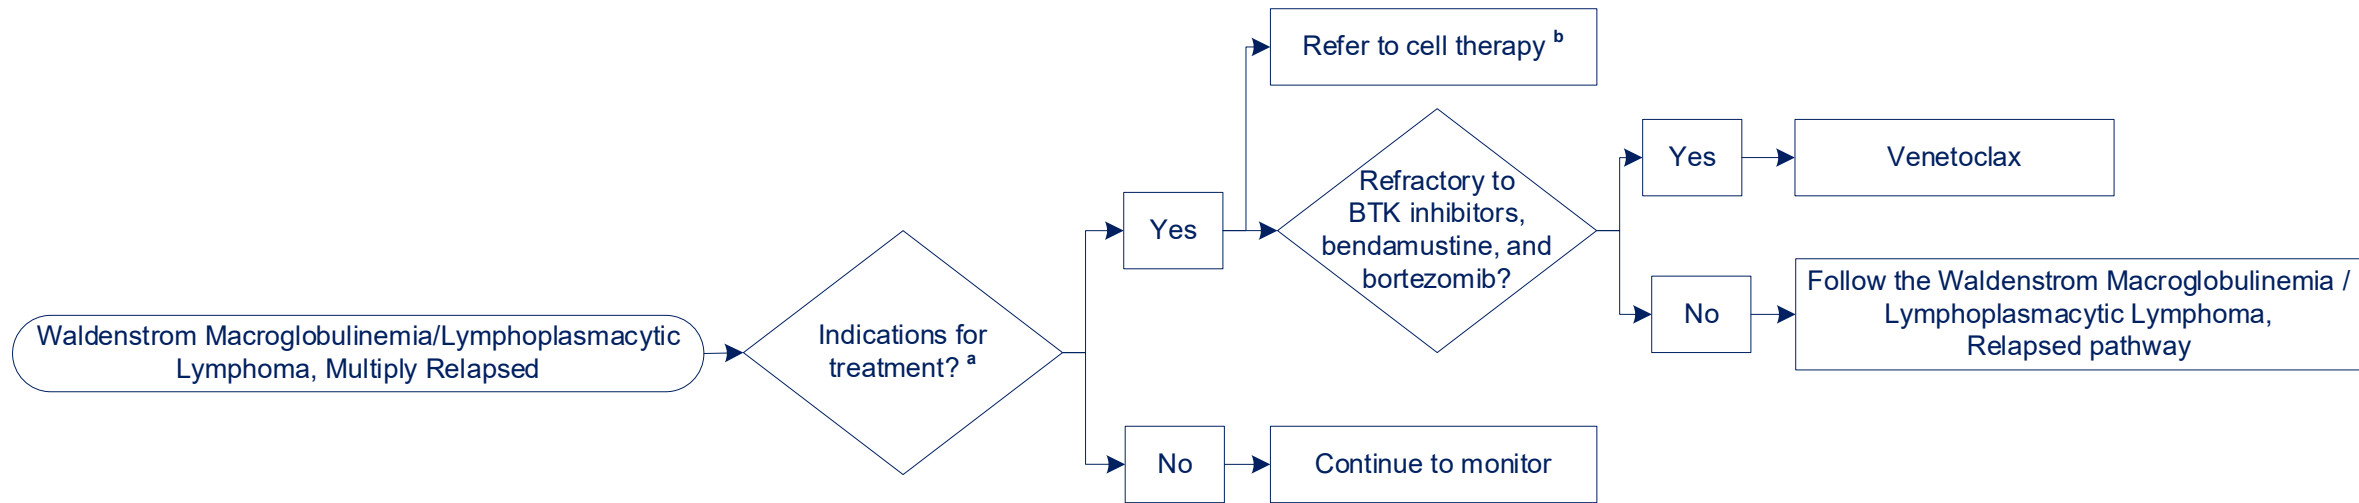 Waldenstrom Macroglobulinemia/Lymphoplasmacytic
Lymphoma, Multiply Relapsed
Indications for
treatment? a
Yes
Refer to cell therapy b
Refractory to
BTK inhibitors,
bendamustine, and
bortezomib?
Yes
Venetoclax
No
Follow the Waldenstrom Macroglobulinemia /
Lymphoplasmacytic Lymphoma,
Relapsed pathway
No
Continue to monitor